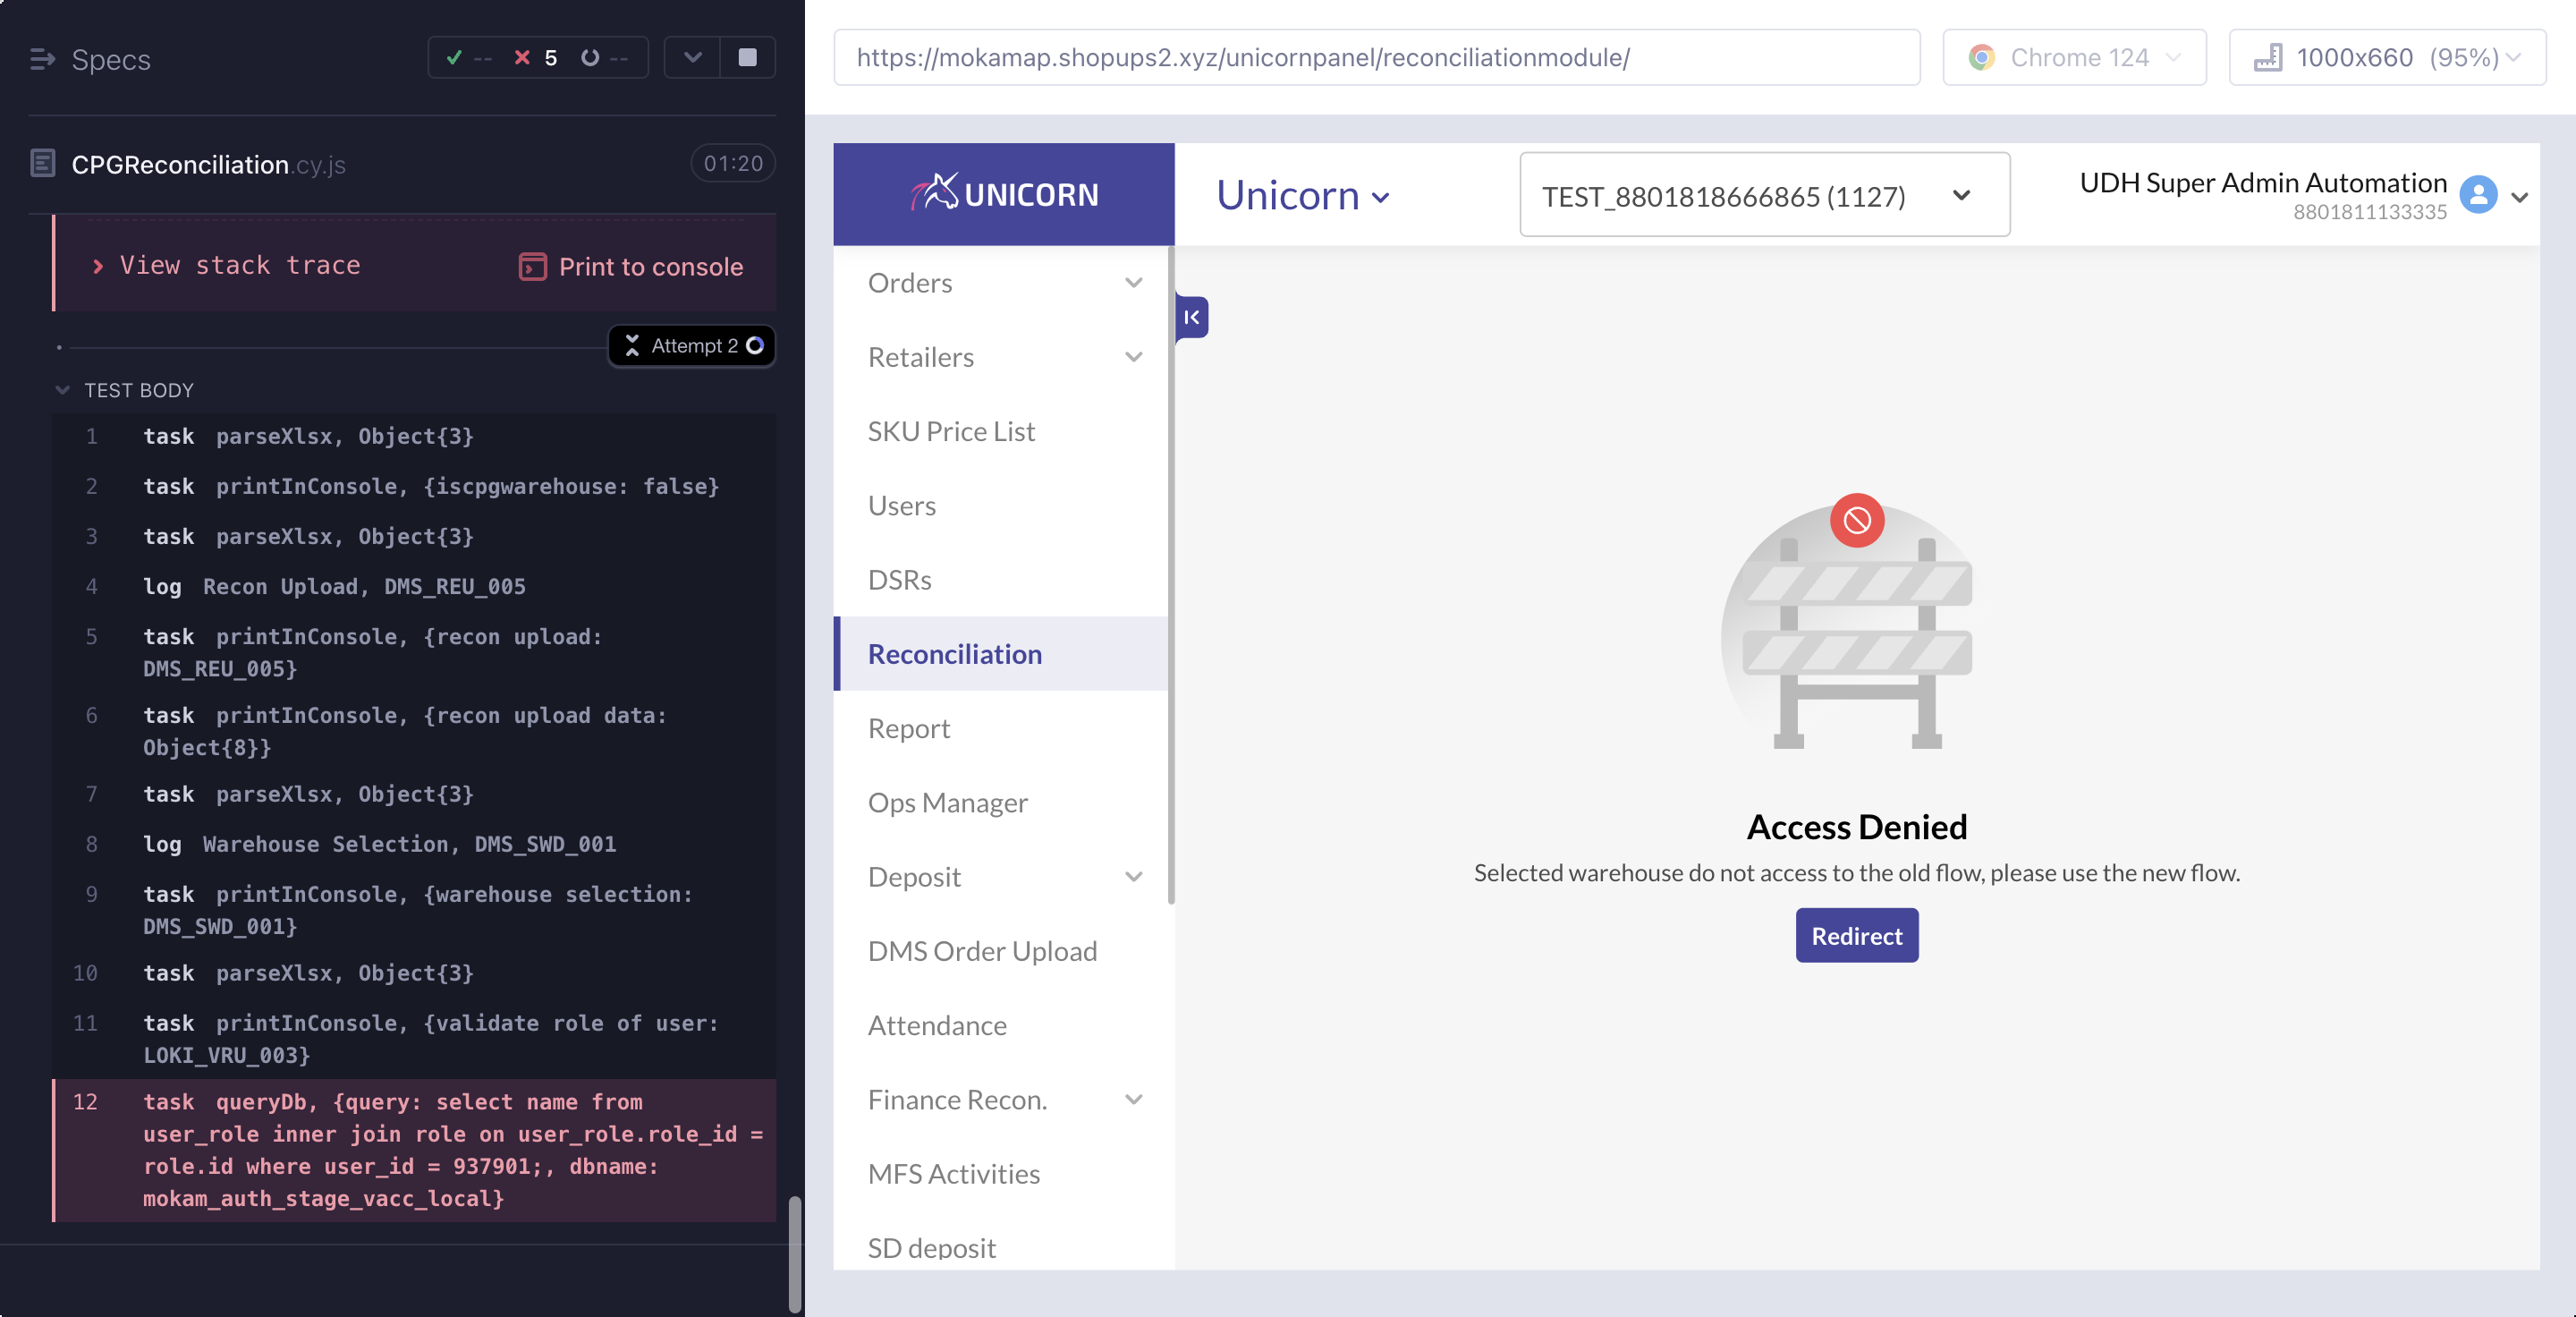 Specs
-- 5 --
CPGReconciliation.cy.js
01:20
View stack trace
Print to console
Attempt 2
TEST BODY
1 task parseXlsx, Object{3}
2 task printInConsole, {iscpgwarehouse: false}
3 task parseXlsx, Object{3}
4 log Recon Upload, DMS_REU_005
5 task printInConsole, {recon upload:
DMS_REU_005}
6 task printInConsole, {recon upload data:
Object{8}}
7 task parseXlsx, Object{3}
8 log Warehouse Selection, DMS_SWD_001
9 task printInConsole, {warehouse selection:
DMS_SWD_001}
10 task parseXlsx, Object{3}
11 task printInConsole, {validate role of user:
LOKI_VRU_003}
12 task queryDb, {query: select name from
user_role inner join role on user_role.role_id =
role.id where user_id = 937901;, dbname:
mokam_auth_stage_vacc_local}
https://mokamap.shopups2.xyz/unicornpanel/reconciliationmodule/
Chrome 124
1000x660 (95%)
UNICORN
Unicorn
TEST_8801818666865 (1127)
UDH Super Admin Automation
8801811133335
Orders
Retailers
SKU Price List
Users
DSRs
Reconciliation
Report
Ops Manager
Deposit
DMS Order Upload
Attendance
Finance Recon.
MFS Activities
SD deposit
Access Denied
Selected warehouse do not access to the old flow, please use the new flow.
Redirect